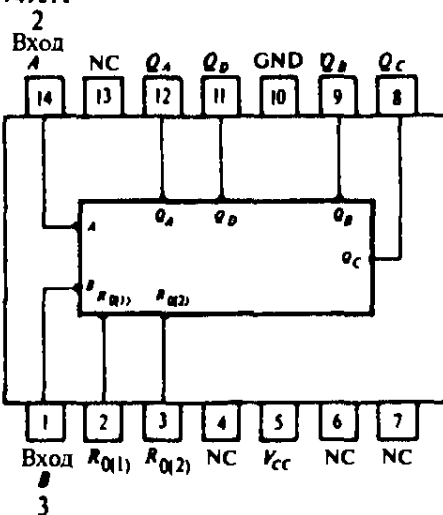 2
Вход
A NC QA QD GND QB QC
14 13 12 11 10 9 8
A QA QD QB
QC
B R0(1) R0(2)
1 2 3 4 5 6 7
Вход R0(1) R0(2) NC VCC NC NC
B
3